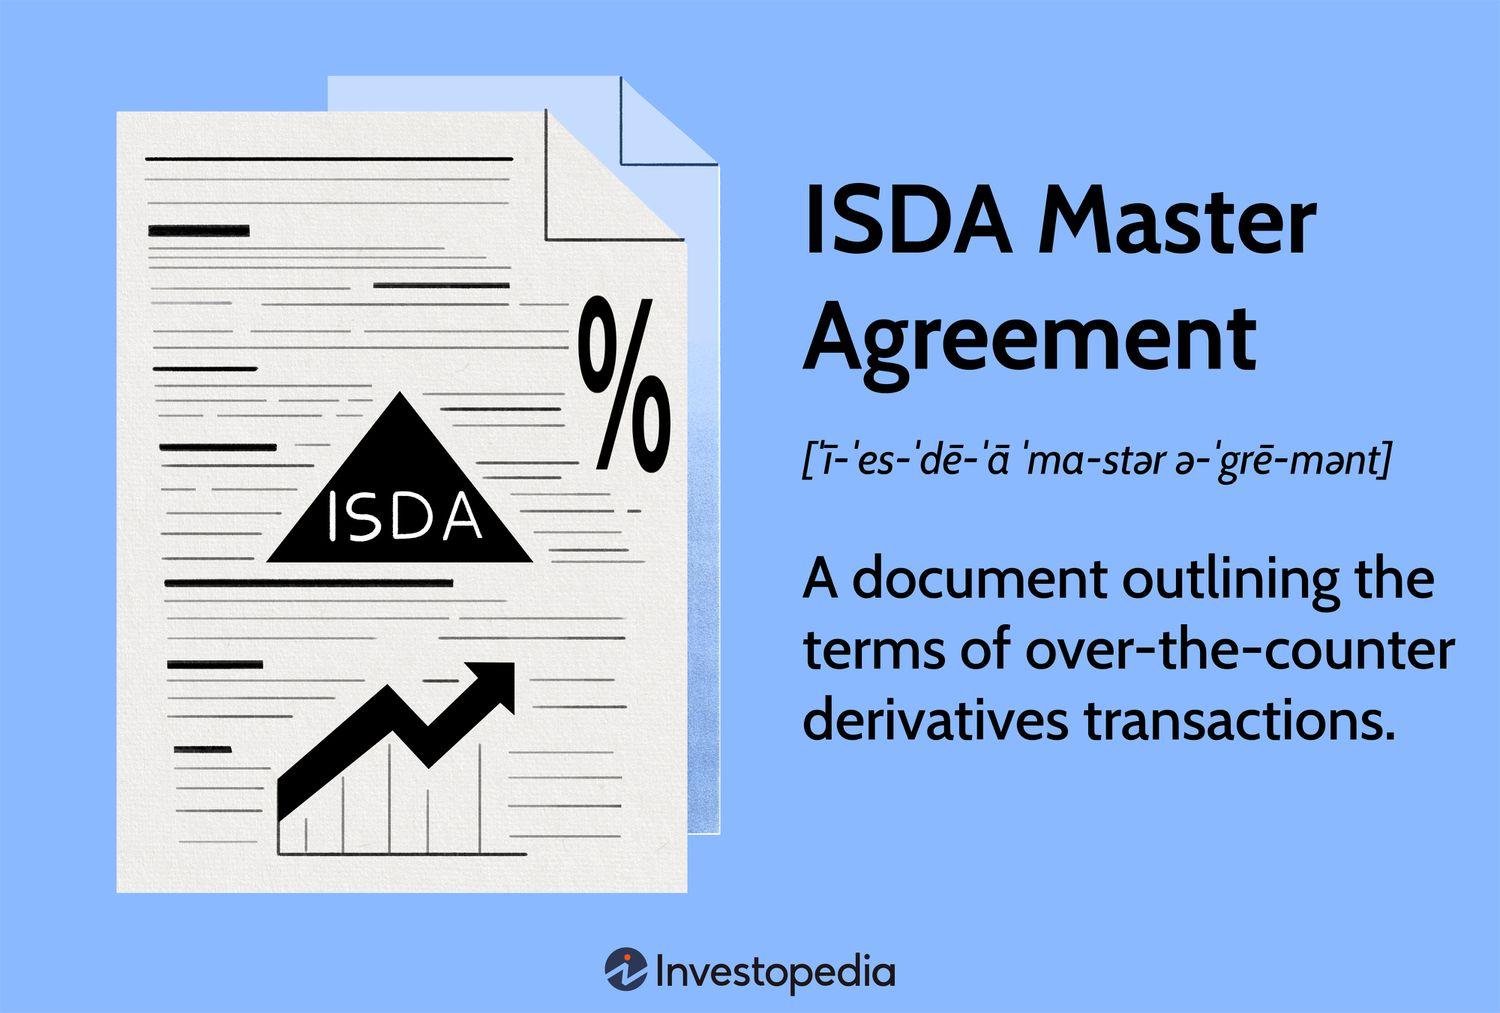 %
ISDA
ISDA Master
Agreement
[ˈī-ˈes-ˈdē-ˈā ˈma-stər ə-ˈgrē-mənt]
A document outlining the
terms of over-the-counter
derivatives transactions.
Investopedia